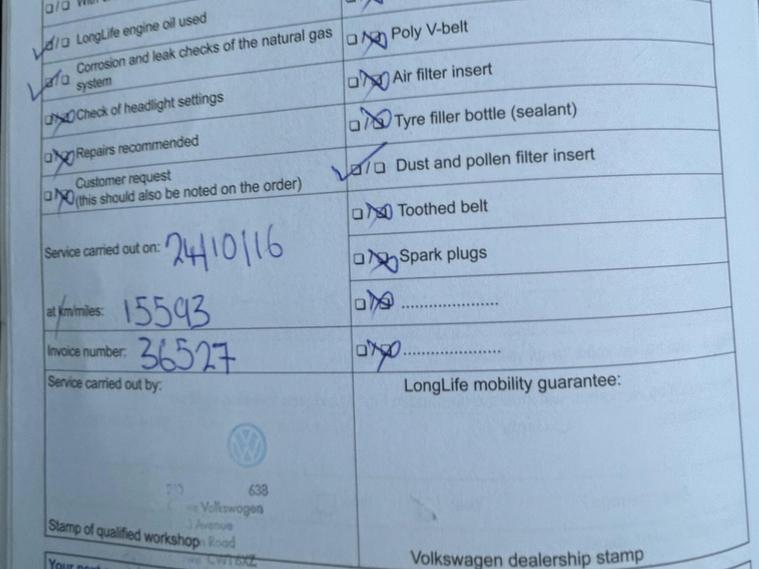 LongLife engine oil used
Corrosion and leak checks of the natural gas
system
Check of headlight settings
Repairs recommended
Customer request
(this should also be noted on the order)
Service carried out on: 24/10/16
at km/miles: 15593
Invoice number: 36527
Service carried out by:
638
Volkswagen
Avenue
Road
Stamp of qualified workshop
Poly V-belt
Air filter insert
Tyre filler bottle (sealant)
Dust and pollen filter insert
Toothed belt
Spark plugs
.....................
.....................
LongLife mobility guarantee:
Volkswagen dealership stamp